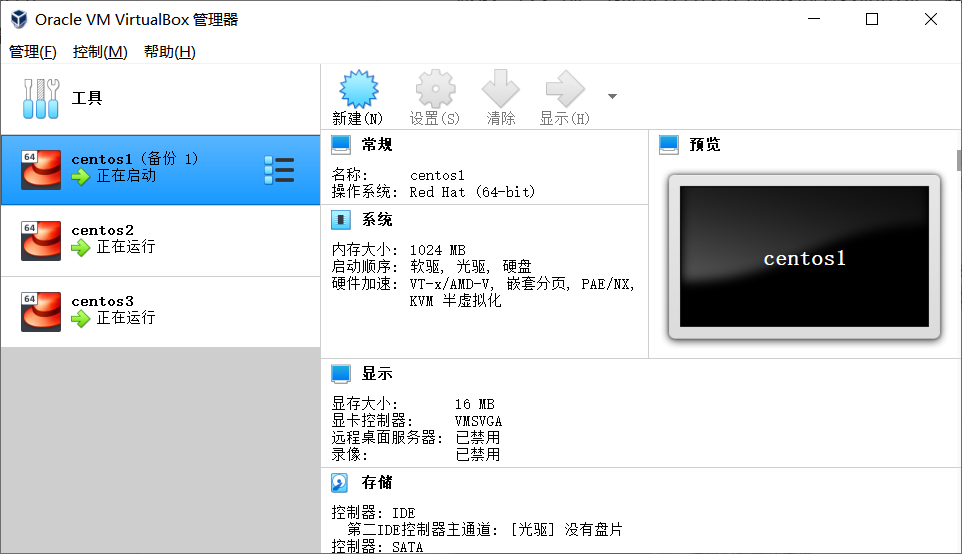 Oracle VM VirtualBox 管理器
管理(F) 控制(M) 帮助(H)
工具
64
centos1 (备份 1)
正在启动
64
centos2
正在运行
64
centos3
正在运行
新建(N) 设置(S) 清除 显示(H)
常规
名称: centos1
操作系统: Red Hat (64-bit)
系统
内存大小: 1024 MB
启动顺序: 软驱, 光驱, 硬盘
硬件加速: VT-x/AMD-V, 嵌套分页, PAE/NX,
KVM 半虚拟化
预览
centos1
显示
显存大小: 16 MB
显卡控制器: VMSVGA
远程桌面服务器: 已禁用
录像: 已禁用
存储
控制器: IDE
第二IDE控制器主通道: [光驱] 没有盘片
控制器: SATA